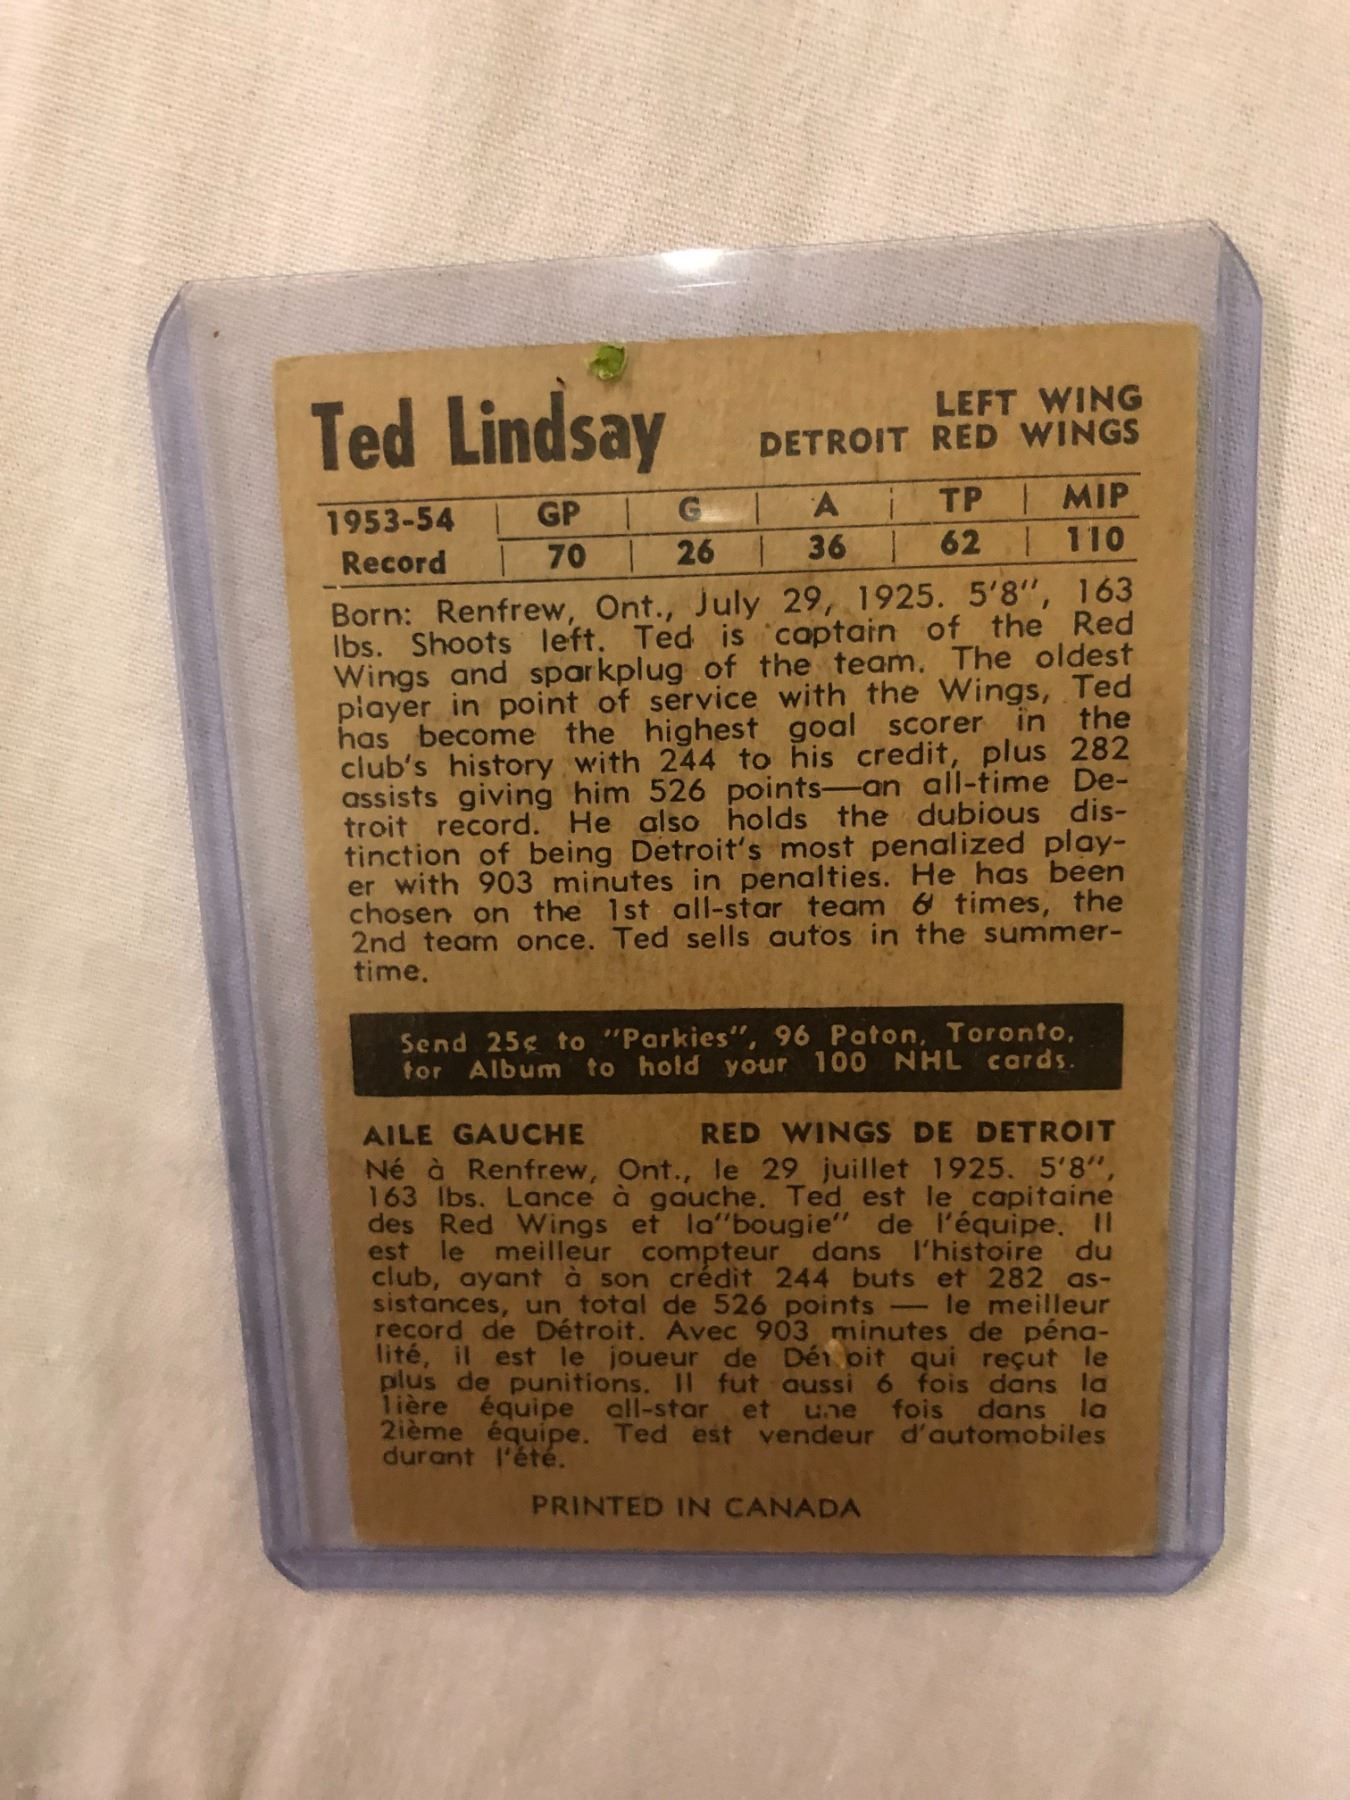 Ted Lindsay
LEFT WING
DETROIT RED WINGS
1953-54 GP G A TP MIP
Record 70 26 36 62 110
Born: Renfrew, Ont., July 29, 1925. 5'8", 163
lbs. Shoots left. Ted is captain of the Red
Wings and sparkplug of the team. The oldest
player in point of service with the Wings, Ted
has become the highest goal scorer in the
club's history with 244 to his credit, plus 282
assists giving him 526 points—an all-time De-
troit record. He also holds the dubious dis-
tinction of being Detroit's most penalized play-
er with 903 minutes in penalties. He has been
chosen on the 1st all-star team 6 times, the
2nd team once. Ted sells autos in the summer-
time.
Send 25¢ to "Parkies", 96 Paton, Toronto,
for Album to hold your 100 NHL cards.
AILE GAUCHE RED WINGS DE DETROIT
Né à Renfrew, Ont., le 29 juillet 1925. 5'8",
163 lbs. Lance à gauche. Ted est le capitaine
des Red Wings et la"bougie" de l'équipe. Il
est le meilleur compteur dans l'histoire du
club, ayant à son crédit 244 buts et 282 as-
sistances, un total de 526 points — le meilleur
record de Détroit. Avec 903 minutes de péna-
lité, il est le joueur de Détroit qui reçut le
plus de punitions. Il fut aussi 6 fois dans la
1ière équipe all-star et une fois dans la
2ième équipe. Ted est vendeur d'automobiles
durant l'été.
PRINTED IN CANADA